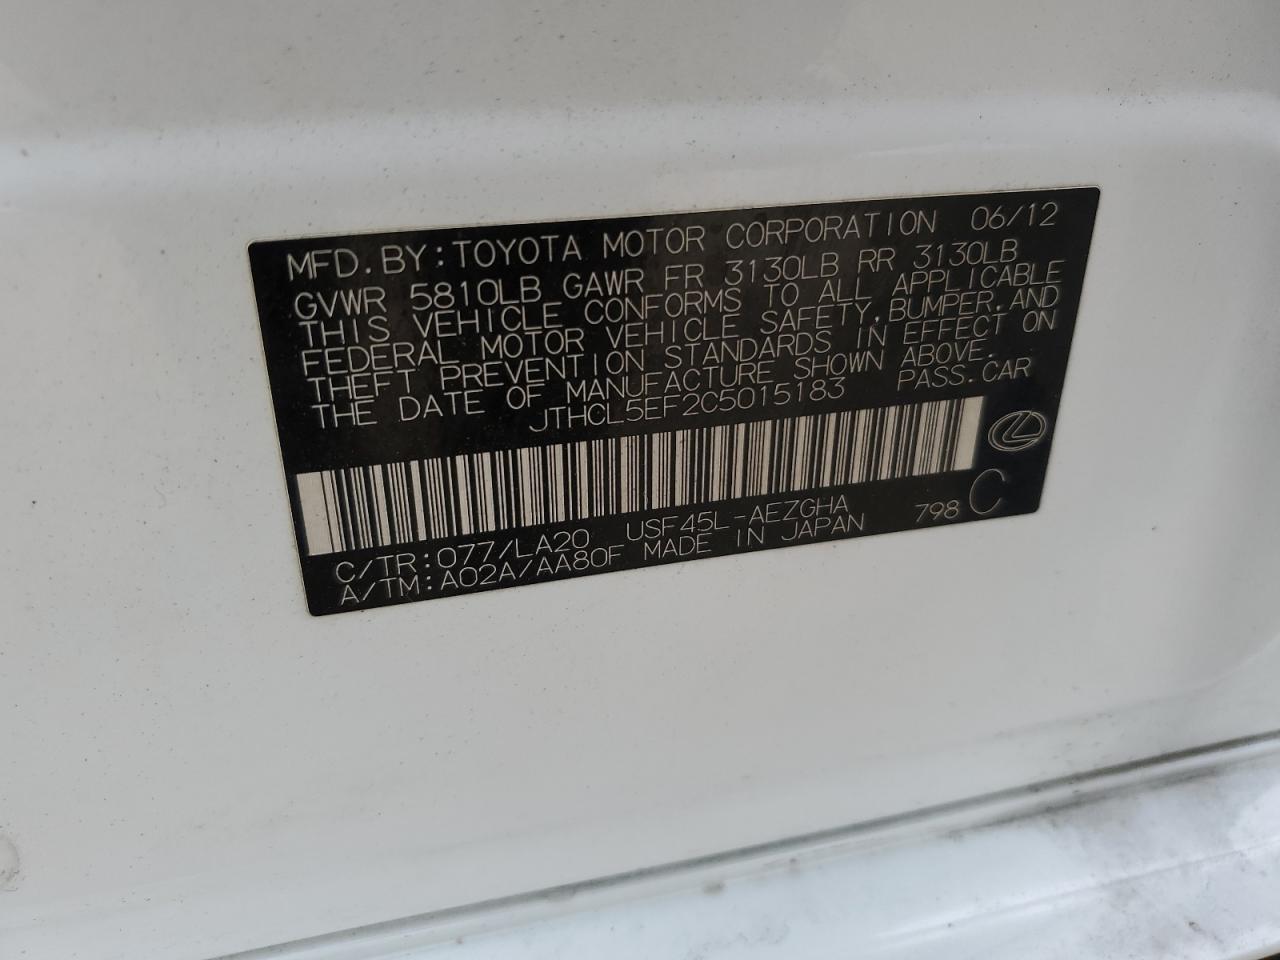 MFD. BY: TOYOTA MOTOR CORPORATION 06/12
GVWR 5810LB GAWR FR 3130LB RR 3130LB
THIS VEHICLE CONFORMS TO ALL APPLICABLE
FEDERAL MOTOR VEHICLE SAFETY, BUMPER, AND
THEFT PREVENTION STANDARDS IN EFFECT ON
THE DATE OF MANUFACTURE SHOWN ABOVE.
JTHCL5EF2C5015183 PASS. CAR
C/TR: 077/LA20 USF45L-AEZGHA 798 C
A/TM: A02A/AA80F MADE IN JAPAN